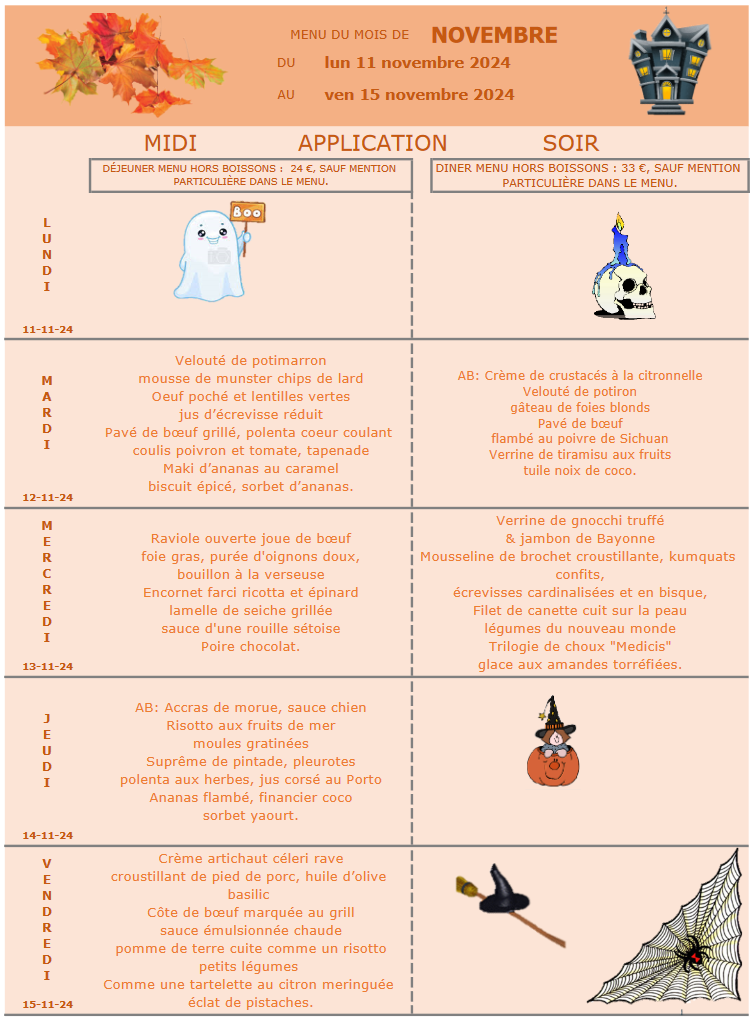 MENU DU MOIS DE NOVEMBRE
DU lun 11 novembre 2024
AU ven 15 novembre 2024
MIDI APPLICATION SOIR
DÉJEUNER MENU HORS BOISSONS : 24 €, SAUF MENTION
PARTICULIÈRE DANS LE MENU.
DINER MENU HORS BOISSONS : 33 €, SAUF MENTION
PARTICULIÈRE DANS LE MENU.
LUNDI
11-11-24
BOO
MARDI
12-11-24
Velouté de potimarron
mousse de munster chips de lard
Oeuf poché et lentilles vertes
jus d’écrevisse réduit
Pavé de bœuf grillé, polenta coeur coulant
coulis poivron et tomate, tapenade
Maki d’ananas au caramel
biscuit épicé, sorbet d’ananas.
AB: Crème de crustacés à la citronnelle
Velouté de potiron
gâteau de foies blonds
Pavé de bœuf
flambé au poivre de Sichuan
Verrine de tiramisu aux fruits
tuile noix de coco.
MERCREDI
13-11-24
Raviole ouverte joue de bœuf
foie gras, purée d'oignons doux,
bouillon à la verseuse
Encornet farci ricotta et épinard
lamelle de seiche grillée
sauce d'une rouille sétoise
Poire chocolat.
Verrine de gnocchi truffé
& jambon de Bayonne
Mousseline de brochet croustillante, kumquats
confits,
écrevisses cardinalisées et en bisque,
Filet de canette cuit sur la peau
légumes du nouveau monde
Trilogie de choux "Medicis"
glace aux amandes torréfiées.
JEUDI
14-11-24
AB: Accras de morue, sauce chien
Risotto aux fruits de mer
moules gratinées
Suprême de pintade, pleurotes
polenta aux herbes, jus corsé au Porto
Ananas flambé, financier coco
sorbet yaourt.
VENDREDI
15-11-24
Crème artichaut céleri rave
croustillant de pied de porc, huile d’olive
basilic
Côte de bœuf marquée au grill
sauce émulsionnée chaude
pomme de terre cuite comme un risotto
petits légumes
Comme une tartelette au citron meringuée
éclat de pistaches.